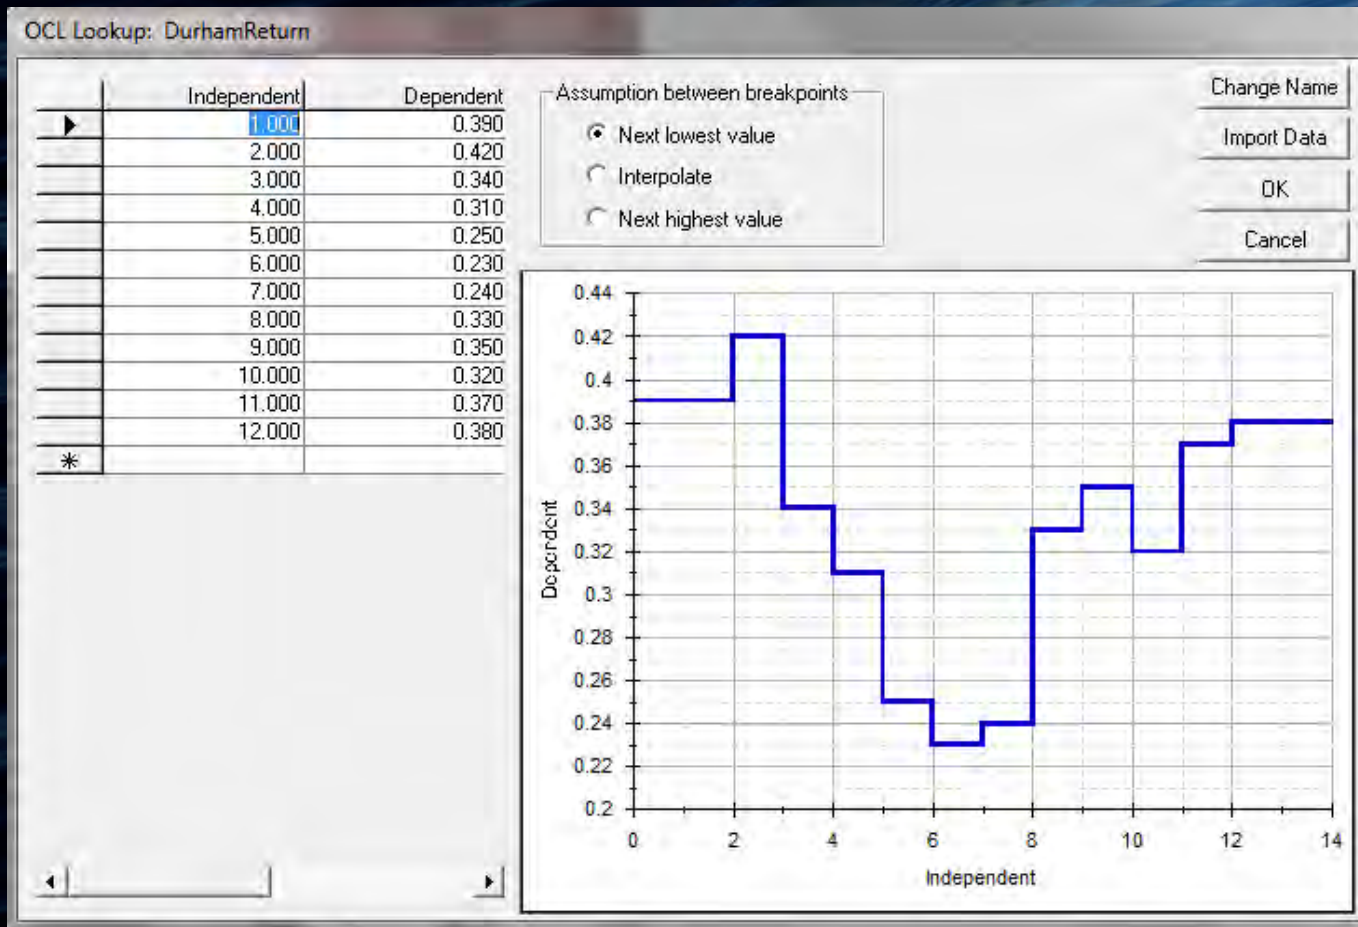 OCL Lookup: DurhamReturn
Independent Dependent
1.000 0.390
2.000 0.420
3.000 0.340
4.000 0.310
5.000 0.250
6.000 0.230
7.000 0.240
8.000 0.330
9.000 0.350
10.000 0.320
11.000 0.370
12.000 0.380
*
Assumption between breakpoints
Next lowest value
Interpolate
Next highest value
Change Name
Import Data
OK
Cancel
0.44
0.42
0.4
0.38
0.36
0.34
0.32
0.3
0.28
0.26
0.24
0.22
0.2
Dependent
0 2 4 6 8 10 12 14
Independent